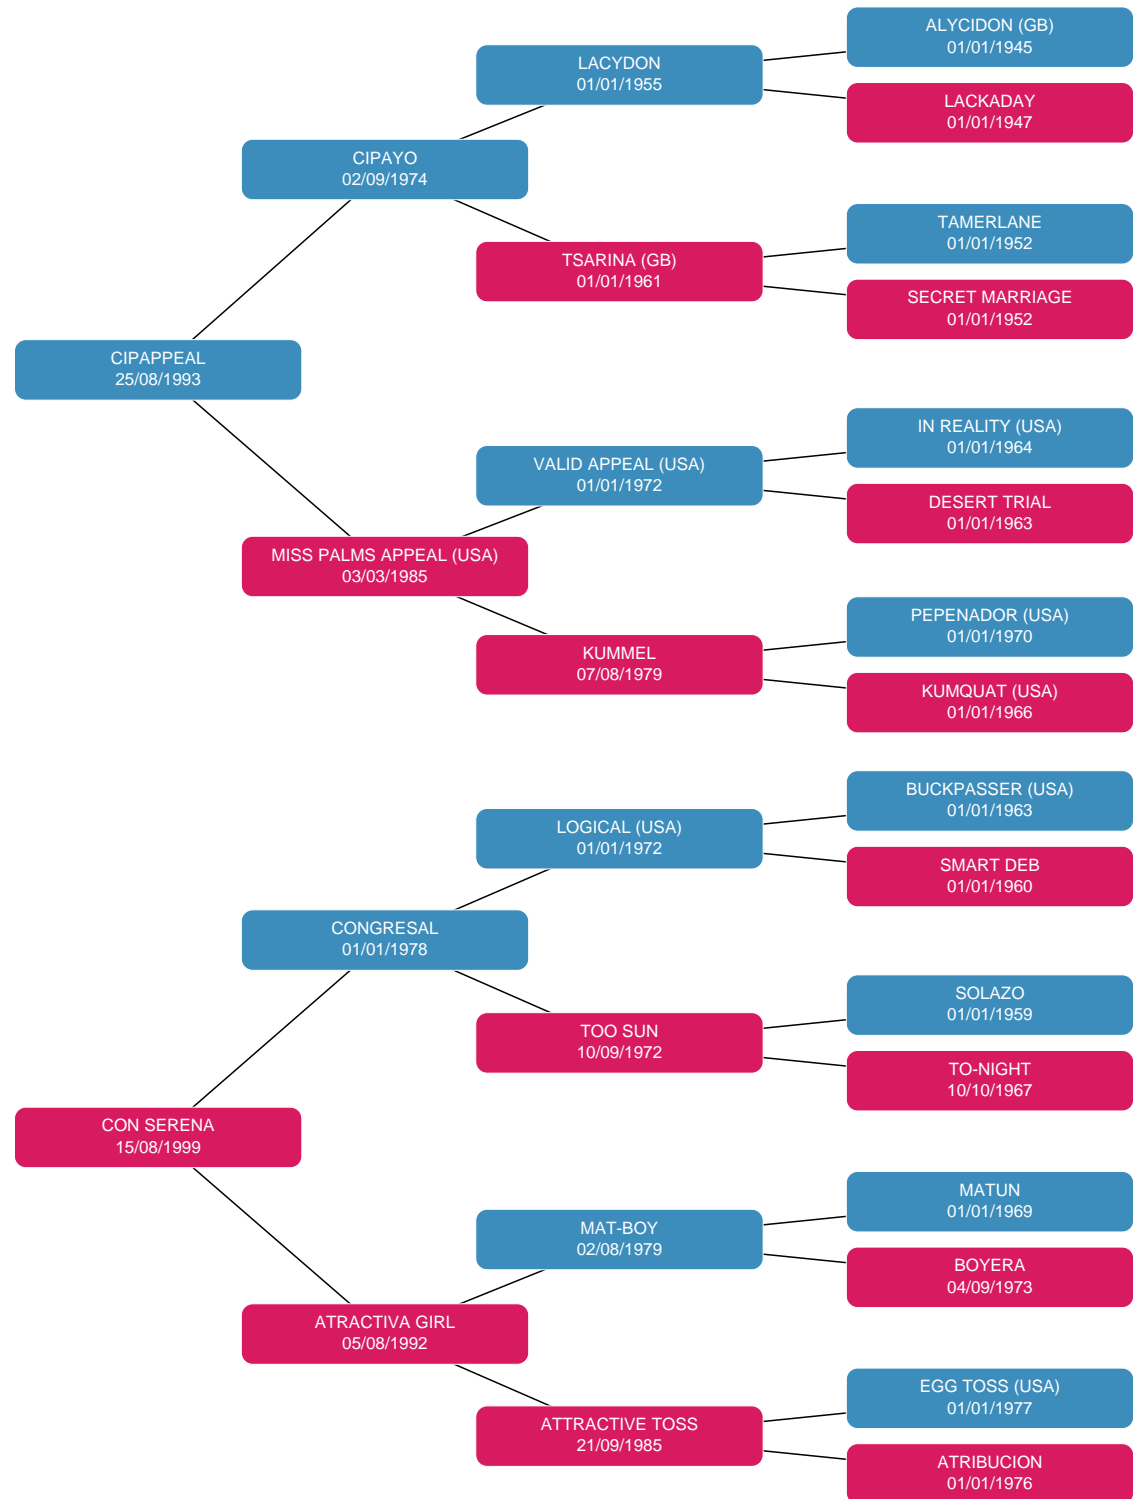 ALYCIDON (GB)
01/01/1945
LACYDON
01/01/1955
LACKADAY
01/01/1947
CIPAYO
02/09/1974
TAMERLANE
01/01/1952
TSARINA (GB)
01/01/1961
SECRET MARRIAGE
01/01/1952
CIPAPPEAL
25/08/1993
IN REALITY (USA)
01/01/1964
VALID APPEAL (USA)
01/01/1972
DESERT TRIAL
01/01/1963
MISS PALMS APPEAL (USA)
03/03/1985
PEPENADOR (USA)
01/01/1970
KUMMEL
07/08/1979
KUMQUAT (USA)
01/01/1966
BUCKPASSER (USA)
01/01/1963
LOGICAL (USA)
01/01/1972
SMART DEB
01/01/1960
CONGRESAL
01/01/1978
SOLAZO
01/01/1959
TOO SUN
10/09/1972
TO-NIGHT
10/10/1967
CON SERENA
15/08/1999
MATUN
01/01/1969
MAT-BOY
02/08/1979
BOYERA
04/09/1973
ATRACTIVA GIRL
05/08/1992
EGG TOSS (USA)
01/01/1977
ATTRACTIVE TOSS
21/09/1985
ATRIBUCION
01/01/1976